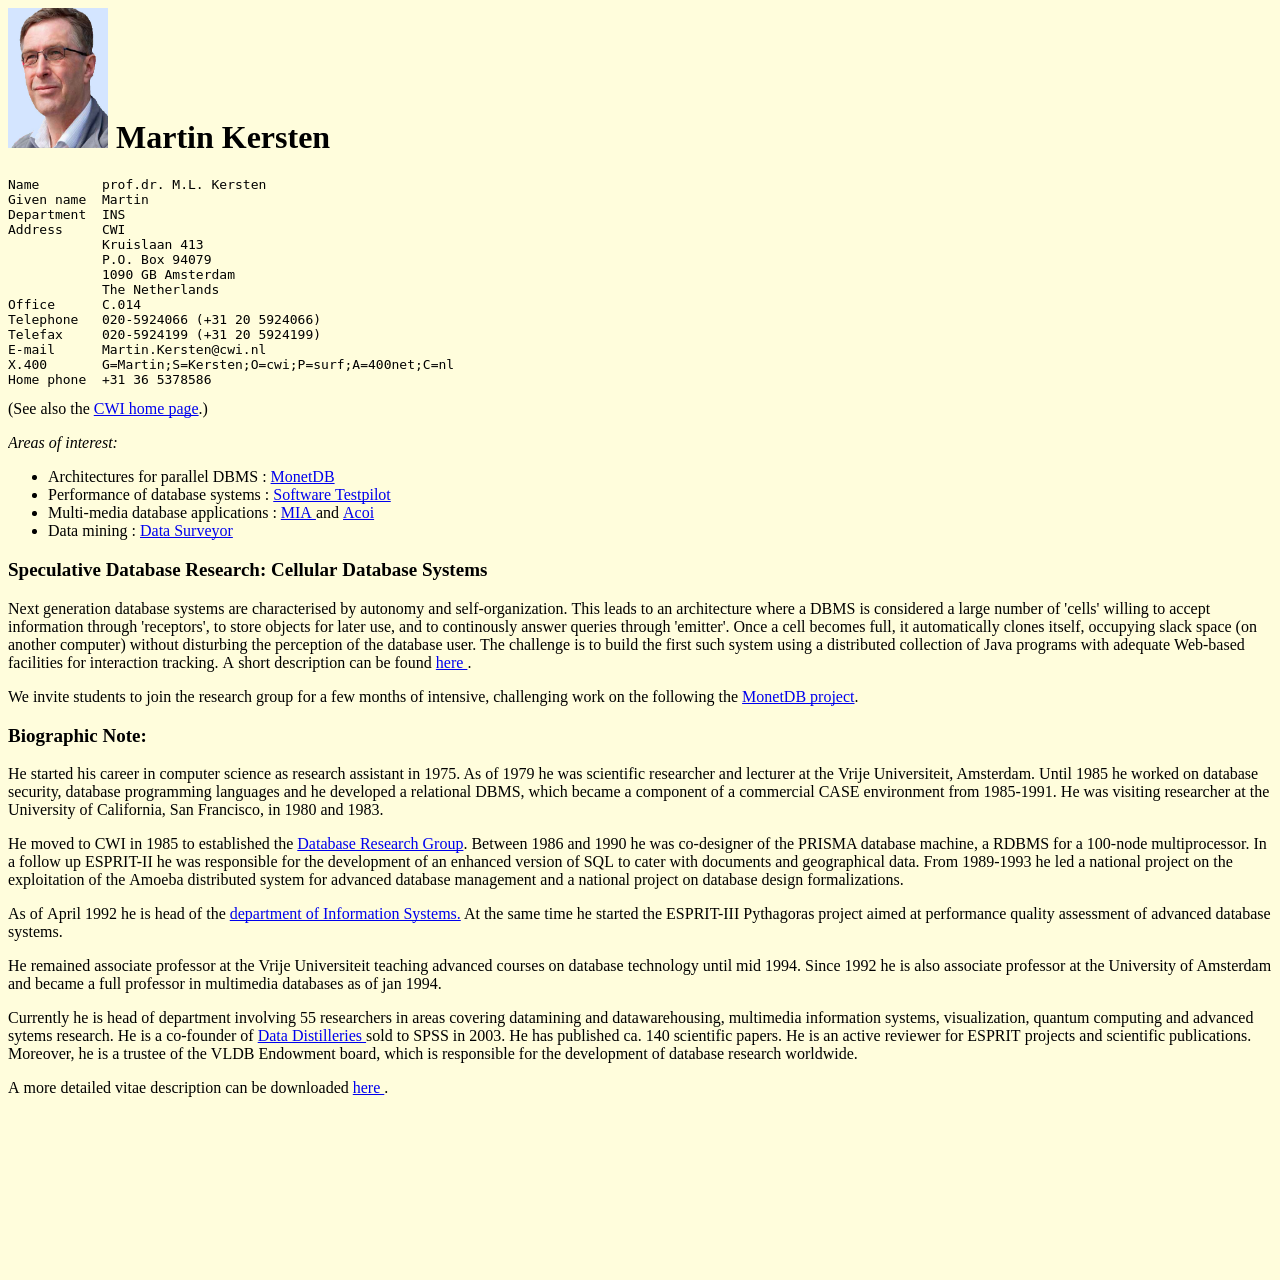 Martin Kersten
Name        prof.dr. M.L. Kersten
Given name  Martin
Department  INS
Address     CWI
            Kruislaan 413
            P.O. Box 94079
            1090 GB Amsterdam
            The Netherlands
Office      C.014
Telephone   020-5924066 (+31 20 5924066)
Telefax     020-5924199 (+31 20 5924199)
E-mail      Martin.Kersten@cwi.nl
X.400       G=Martin;S=Kersten;O=cwi;P=surf;A=400net;C=nl
Home phone  +31 36 5378586
(See also the CWI home page.)
Areas of interest:
• Architectures for parallel DBMS : MonetDB
• Performance of database systems : Software Testpilot
• Multi-media database applications : MIA and Acoi
• Data mining : Data Surveyor
Speculative Database Research: Cellular Database Systems
Next generation database systems are characterised by autonomy and self-organization. This leads to an architecture where a DBMS is considered a large number of 'cells' willing to accept
information through 'receptors', to store objects for later use, and to continously answer queries through 'emitter'. Once a cell becomes full, it automatically clones itself, occupying slack space (on
another computer) without disturbing the perception of the database user. The challenge is to build the first such system using a distributed collection of Java programs with adequate Web-based
facilities for interaction tracking. A short description can be found here .
We invite students to join the research group for a few months of intensive, challenging work on the following the MonetDB project.
Biographic Note:
He started his career in computer science as research assistant in 1975. As of 1979 he was scientific researcher and lecturer at the Vrije Universiteit, Amsterdam. Until 1985 he worked on database
security, database programming languages and he developed a relational DBMS, which became a component of a commercial CASE environment from 1985-1991. He was visiting researcher at the
University of California, San Francisco, in 1980 and 1983.
He moved to CWI in 1985 to established the Database Research Group. Between 1986 and 1990 he was co-designer of the PRISMA database machine, a RDBMS for a 100-node multiprocessor. In
a follow up ESPRIT-II he was responsible for the development of an enhanced version of SQL to cater with documents and geographical data. From 1989-1993 he led a national project on the
exploitation of the Amoeba distributed system for advanced database management and a national project on database design formalizations.
As of April 1992 he is head of the department of Information Systems. At the same time he started the ESPRIT-III Pythagoras project aimed at performance quality assessment of advanced database
systems.
He remained associate professor at the Vrije Universiteit teaching advanced courses on database technology until mid 1994. Since 1992 he is also associate professor at the University of Amsterdam
and became a full professor in multimedia databases as of jan 1994.
Currently he is head of department involving 55 researchers in areas covering datamining and datawarehousing, multimedia information systems, visualization, quantum computing and advanced
sytems research. He is a co-founder of Data Distilleries sold to SPSS in 2003. He has published ca. 140 scientific papers. He is an active reviewer for ESPRIT projects and scientific publications.
Moreover, he is a trustee of the VLDB Endowment board, which is responsible for the development of database research worldwide.
A more detailed vitae description can be downloaded here .